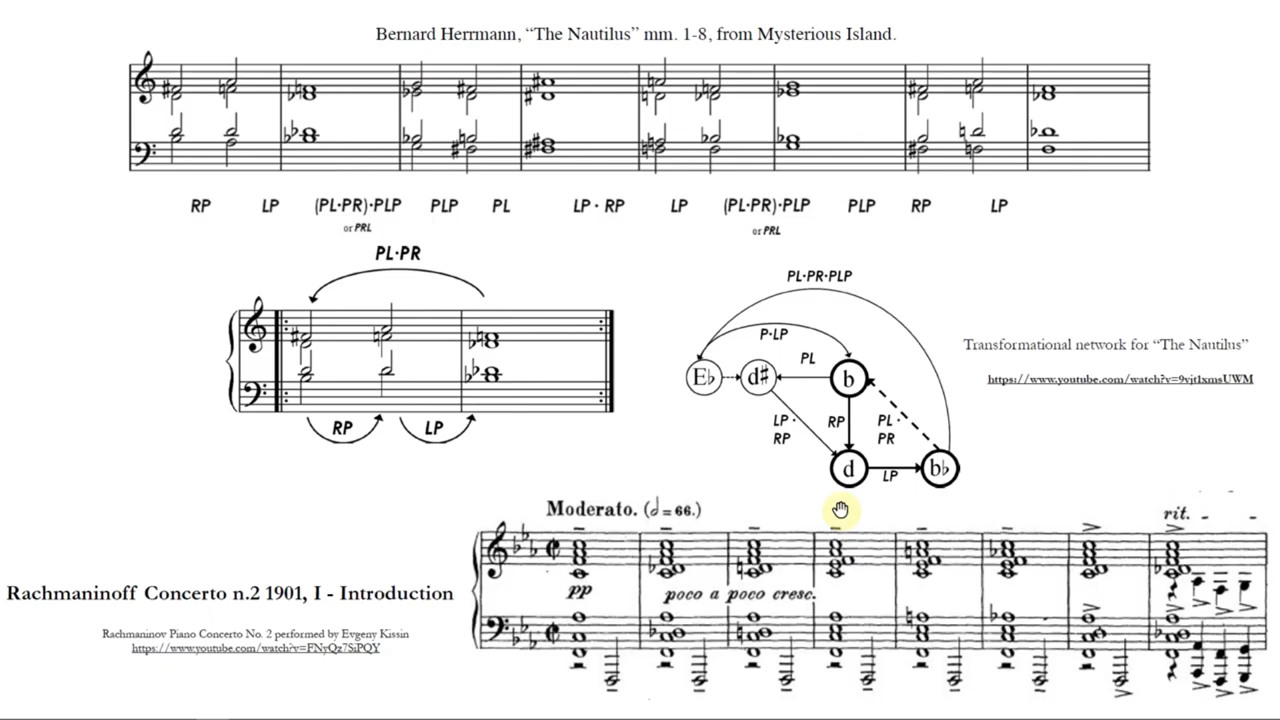 Bernard Herrmann, “The Nautilus” mm. 1-8, from Mysterious Island.
RP LP (PL·PR)·PLP PLP PL LP · RP LP (PL·PR)·PLP PLP RP LP
or PRL or PRL
PL·PR
RP LP
PL·PR·PLP
P·LP
PL
E♭ d# b
LP · RP
RP
PL · PR
d b♭
LP
Transformational network for “The Nautilus”
https://www.youtube.com/watch?v=9vjt1xmsUWM
Moderato. (𝅗𝅥 = 66.)
rit. - -
pp poco a poco cresc.
Rachmaninoff Concerto n.2 1901, I - Introduction
Rachmaninov Piano Concerto No. 2 performed by Evgeny Kissin
https://www.youtube.com/watch?v=FNyQz7SiPQY